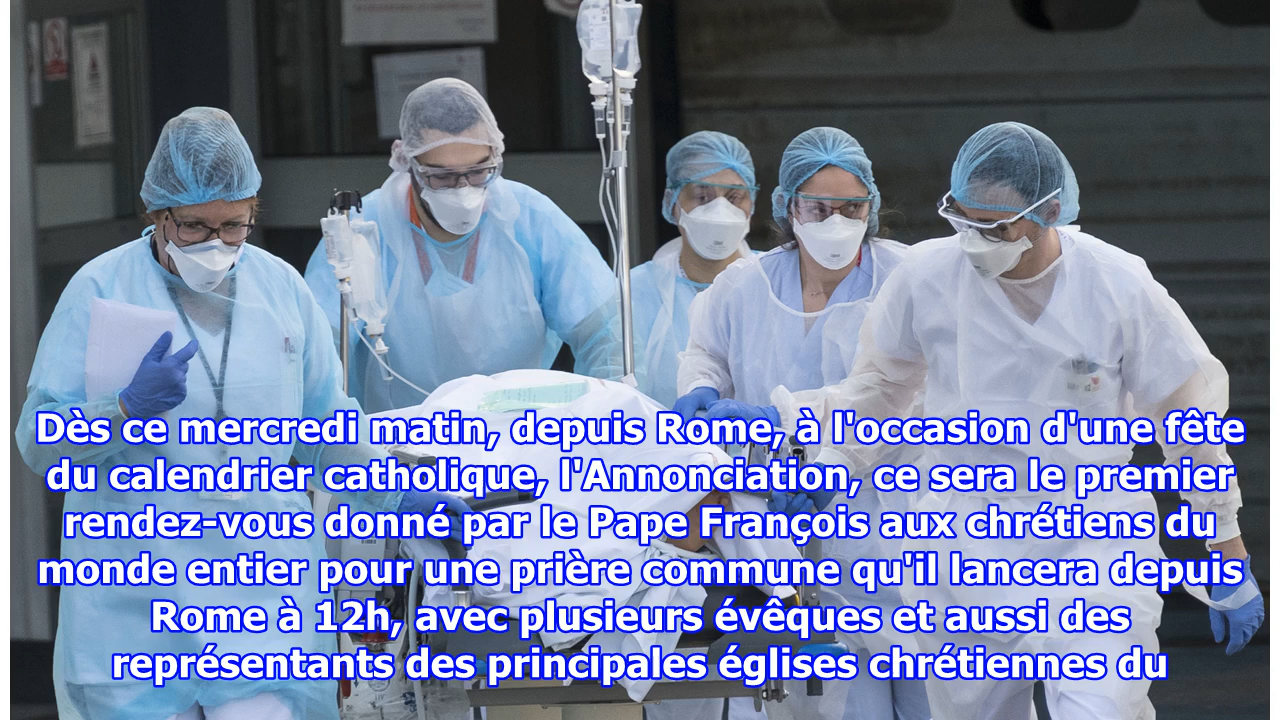 Dès ce mercredi matin, depuis Rome, à l'occasion d'une fête
du calendrier catholique, l'Annonciation, ce sera le premier
rendez-vous donné par le Pape François aux chrétiens du
monde entier pour une prière commune qu'il lancera depuis
Rome à 12h, avec plusieurs évêques et aussi des
représentants des principales églises chrétiennes du